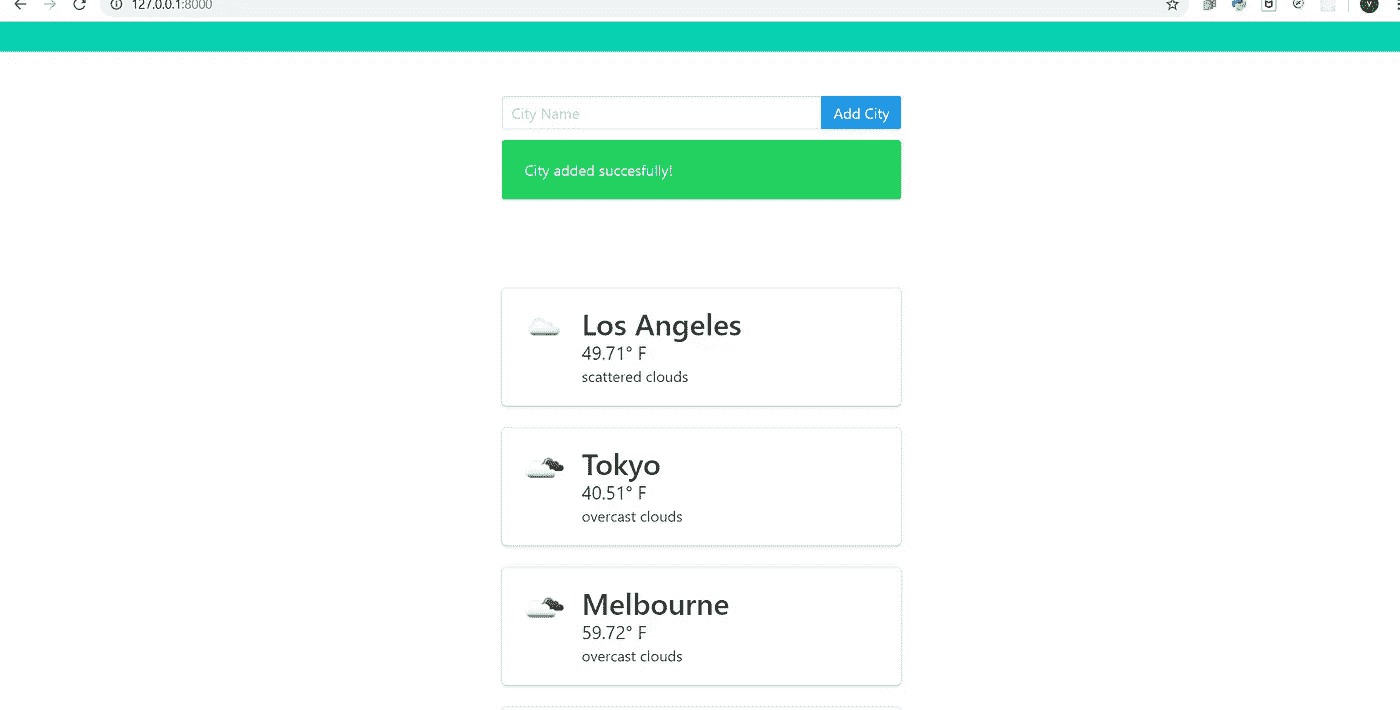 127.0.0.1:8000
City Name
Add City
City added succesfully!
Los Angeles
49.71° F
scattered clouds
Tokyo
40.51° F
overcast clouds
Melbourne
59.72° F
overcast clouds